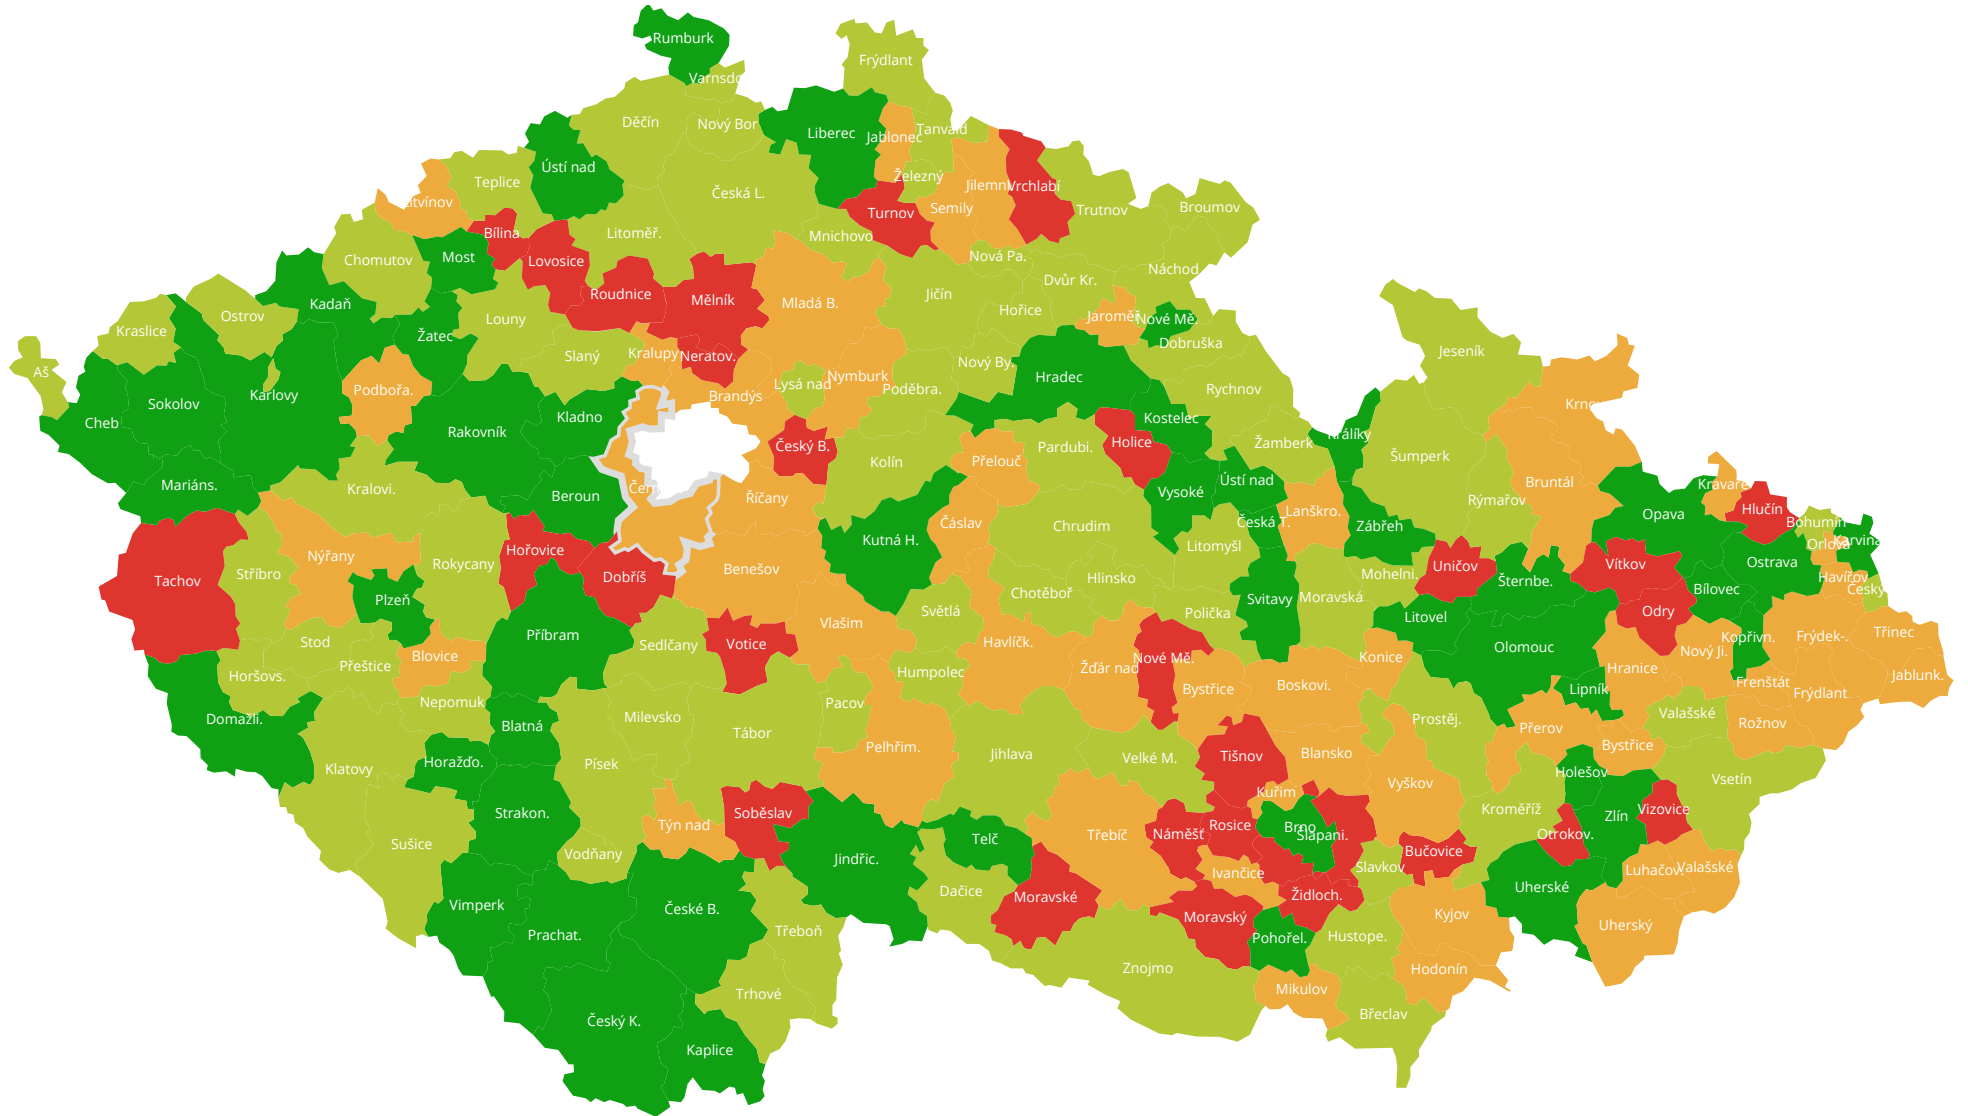 Rumburk
Frýdlant
Varnsdo
Děčín
Nový Bor
Liberec
Jablonec
Tanvald
Ústí nad
Teplice
Česká L.
Železný
Jilemni
Vrchlabí
Litvínov
Turnov
Semily
Trutnov
Broumov
Bílina
Litoměř.
Mnichovo
Chomutov
Most
Lovosice
Nová Pa.
Náchod
Roudnice
Mělník
Mladá B.
Jičín
Dvůr Kr.
Kadaň
Ostrov
Kraslice
Žatec
Louny
Hořice
Jaroměř
Nové Mě.
Dobruška
Jeseník
Slaný
Kralupy
Neratov.
Aš
Podbořa.
Karlovy
Sokolov
Cheb
Brandýs
Lysá nad
Nymburk
Poděbra.
Nový By.
Hradec
Rychnov
Krno
Rakovník
Kladno
Kostelec
Český B.
Kolín
Přelouč
Pardubi.
Holice
Žamberk
Králíky
Šumperk
Mariáns.
Kralovi.
Beroun
Čern
Říčany
Vysoké
Ústí nad
Bruntál
Rýmařov
Kravaře
Čáslav
Chrudim
Česká T.
Lanškro.
Zábřeh
Opava
Hlučín
Bohumín
Kutná H.
Litomyšl
Orlová
Karviná
Hořovice
Nýřany
Rokycany
Stříbro
Tachov
Dobříš
Benešov
Hlinsko
Chotěboř
Mohelni.
Uničov
Šternbe.
Vítkov
Ostrava
Havířov
Český
Bílovec
Plzeň
Svitavy
Moravská
Světlá
Polička
Litovel
Odry
Vlašim
Příbram
Sedlčany
Votice
Havlíčk.
Stod
Přeštice
Blovice
Horšovs.
Olomouc
Kopřivn.
Frýdek-.
Třinec
Nový Ji.
Konice
Nové Mě.
Žďár nad
Humpolec
Hranice
Jablunk.
Frenštát
Frýdlant
Bystřice
Boskovi.
Lipník
Nepomuk
Pacov
Domažli.
Blatná
Milevsko
Tábor
Prostěj.
Přerov
Valašské
Rožnov
Pelhřim.
Jihlava
Velké M.
Tišnov
Blansko
Bystřice
Horažďo.
Klatovy
Písek
Holešov
Vsetín
Vyškov
Kuřim
Strakon.
Soběslav
Týn nad
Kroměříž
Zlín
Vizovice
Třebíč
Náměšť
Rosice
Brno
Šlapani.
Otrokov.
Telč
Sušice
Vodňany
Jindřic.
Bučovice
Slavkov
Ivančice
Luhačov.
Valašské
Dačice
Moravské
Židloch.
Uherské
Vimperk
České B.
Moravský
Kyjov
Uherský
Prachat.
Třeboň
Pohořel.
Hustope.
Znojmo
Hodonín
Mikulov
Trhové
Břeclav
Český K.
Kaplice